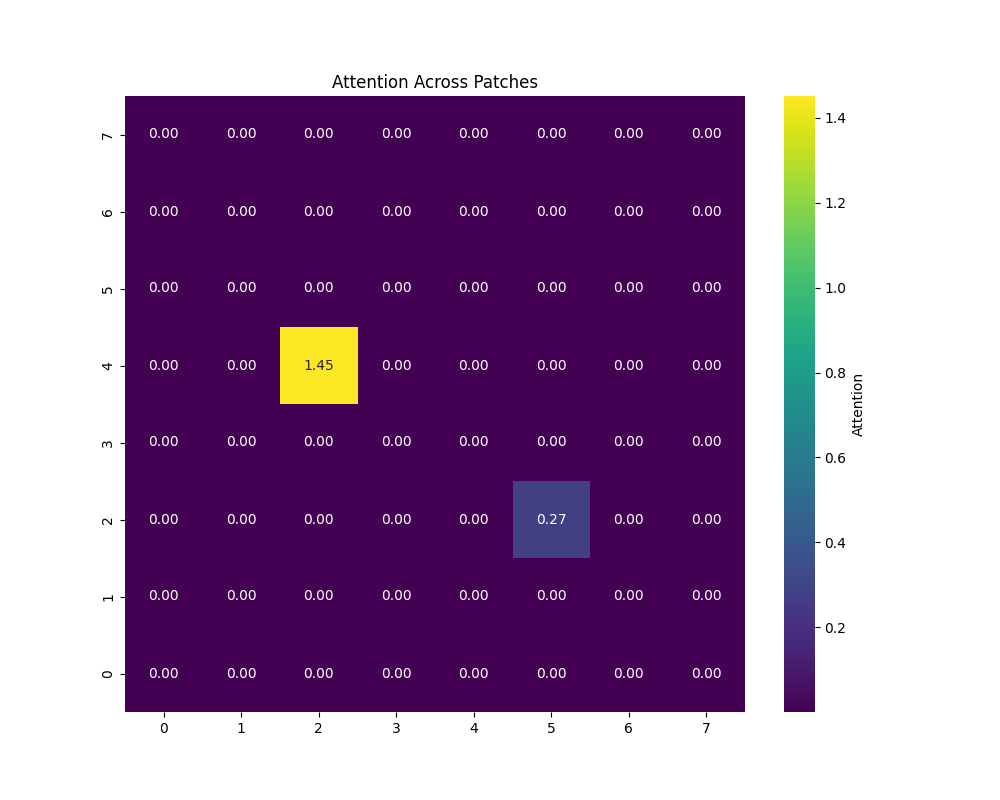 Attention Across Patches
7 0.00 0.00 0.00 0.00 0.00 0.00 0.00 0.00
6 0.00 0.00 0.00 0.00 0.00 0.00 0.00 0.00
5 0.00 0.00 0.00 0.00 0.00 0.00 0.00 0.00
4 0.00 0.00 1.45 0.00 0.00 0.00 0.00 0.00
3 0.00 0.00 0.00 0.00 0.00 0.00 0.00 0.00
2 0.00 0.00 0.00 0.00 0.00 0.27 0.00 0.00
1 0.00 0.00 0.00 0.00 0.00 0.00 0.00 0.00
0 0.00 0.00 0.00 0.00 0.00 0.00 0.00 0.00
0 1 2 3 4 5 6 7
1.4
1.2
1.0
0.8
0.6
0.4
0.2
Attention